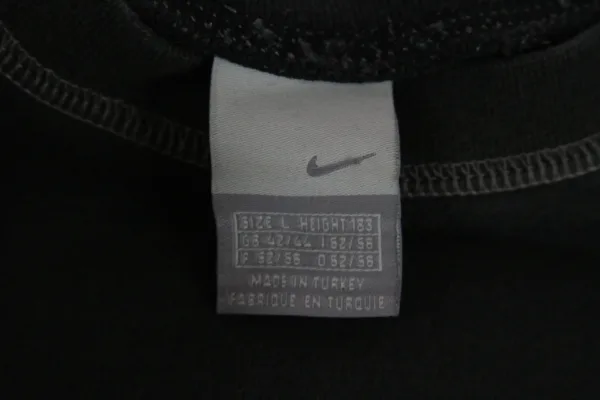 SIZE L HEIGHT 183
GB 42/44 I 52/56
F 52/56 D 52/56
MADE IN TURKEY
FABRIQUE EN TURQUIE